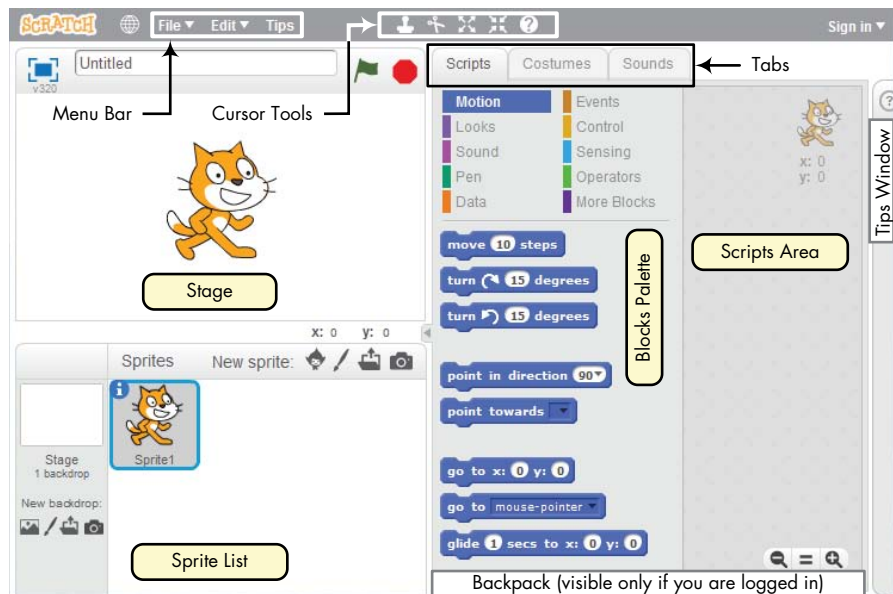 SCRATCH File Edit Tips Sign in
Untitled
v320
Menu Bar Cursor Tools
Scripts Costumes Sounds
Tabs
Motion Events
Looks Control
Sound Sensing
Pen Operators
Data More Blocks
x: 0
y: 0
Tips Window
?
move 10 steps
turn 15 degrees
turn 15 degrees
point in direction 90
point towards
go to x: 0 y: 0
go to mouse-pointer
glide 1 secs to x: 0 y: 0
Blocks Palette
Scripts Area
Stage
x: 0 y: 0
Sprites New sprite:
Sprite1
Stage
1 backdrop
New backdrop:
Sprite List
Backpack (visible only if you are logged in)